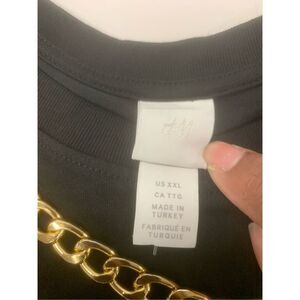 H&M
US XXL
CA TTG
MADE IN
TURKEY
FABRIQUÉ EN
TURQUIE